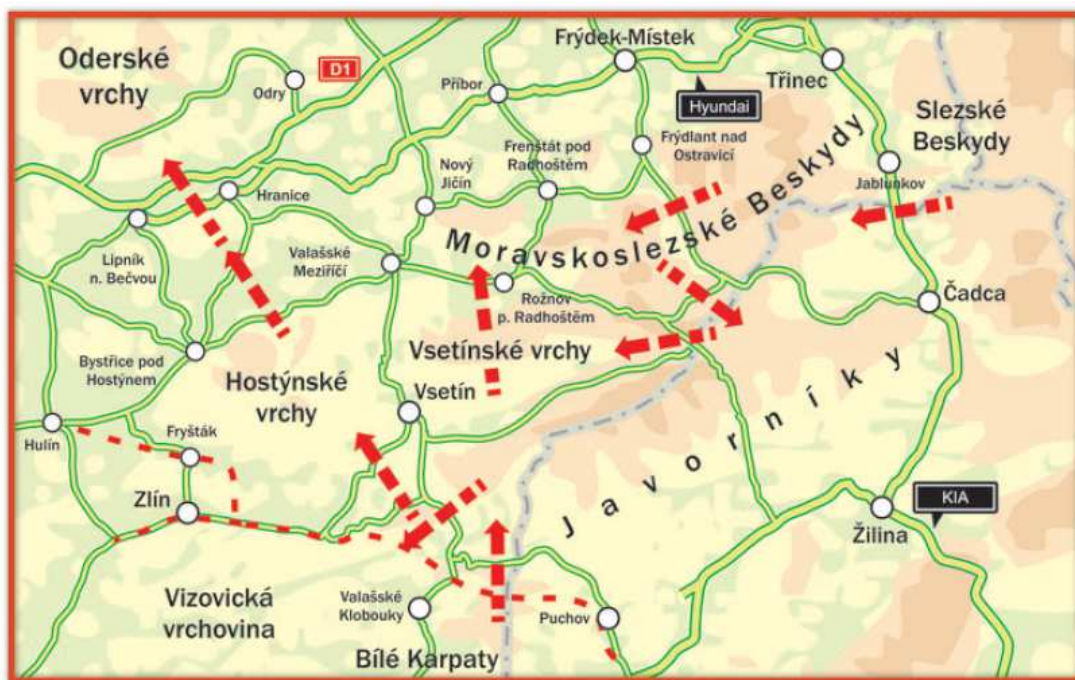 Oderské
vrchy
D1
Odry
Příbor
Frýdek-Místek
Hyundai
Třinec
Slezské
Beskydy
Frýdlant nad
Ostravicí
Frenštát pod
Radhoštěm
Nový
Jičín
Hranice
Jablunkov
Lipník
n. Bečvou
Valašské
Meziříčí
Moravskoslezské Beskydy
Rožnov
p. Radhoštěm
Čadca
Bystřice pod
Hostýnem
Vsetínské vrchy
Hostýnské
vrchy
Vsetín
Javorníky
Hulín
Fryšták
Zlín
KIA
Žilina
Vizovická
vrchovina
Valašské
Klobouky
Puchov
Bílé Karpaty